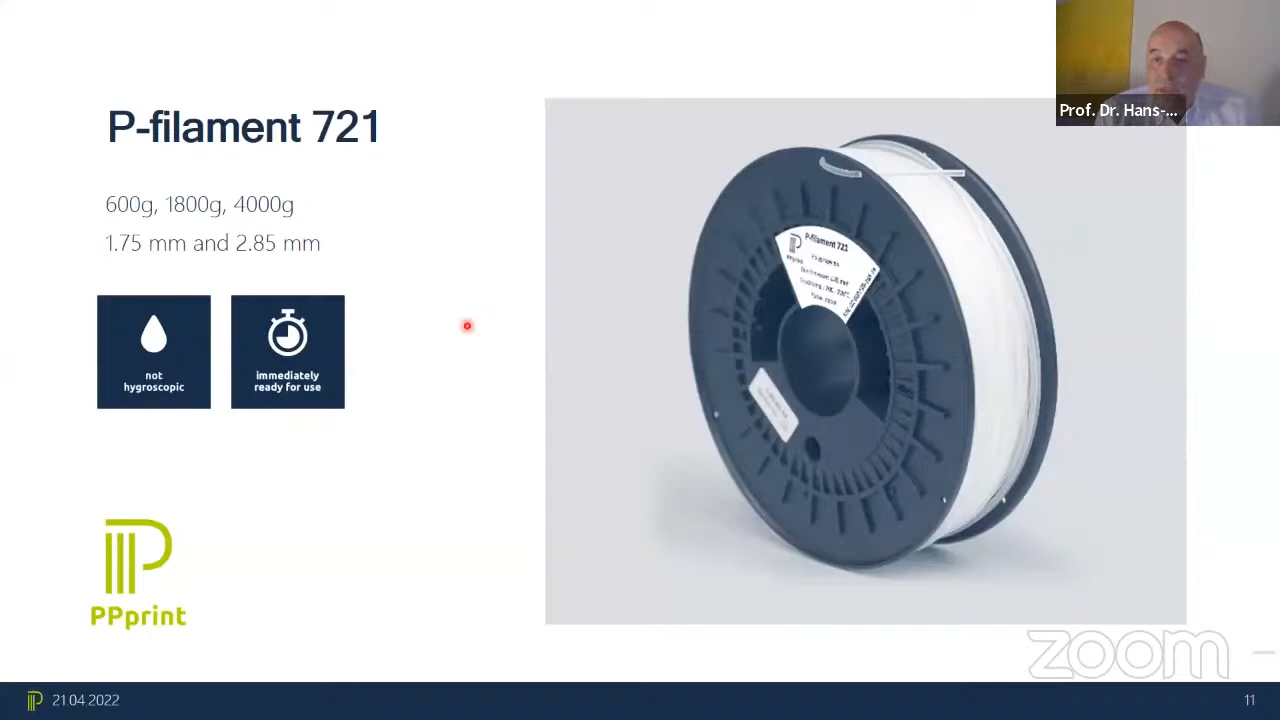 Prof. Dr. Hans-...
P-filament 721
600g, 1800g, 4000g
1.75 mm and 2.85 mm
not
hygroscopic
immediately
ready for use
P-filament 721
PPprint
PPprint
zoom
21.04.2022
11